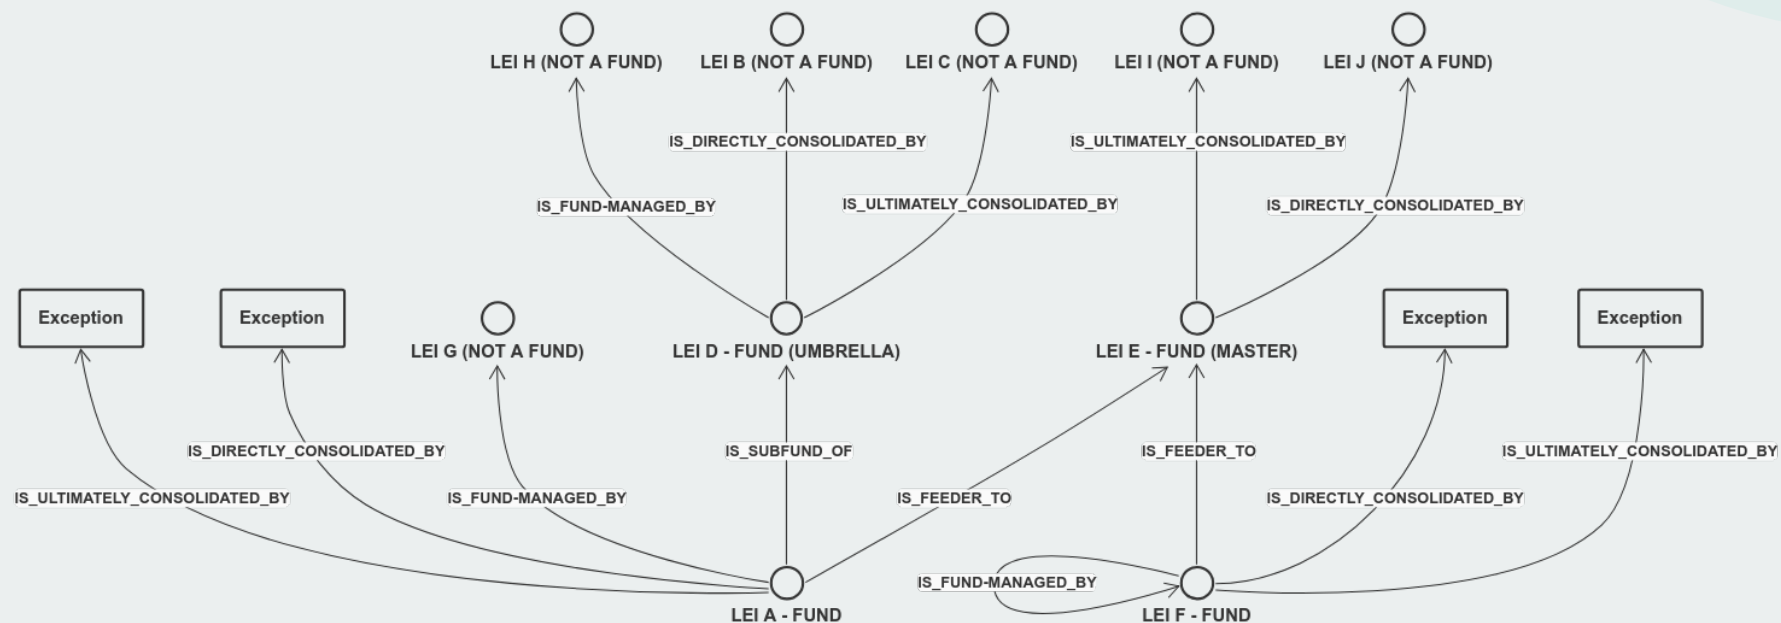 LEI H (NOT A FUND)
LEI B (NOT A FUND)
LEI C (NOT A FUND)
LEI I (NOT A FUND)
LEI J (NOT A FUND)
IS_DIRECTLY_CONSOLIDATED_BY
IS_ULTIMATELY_CONSOLIDATED_BY
IS_FUND-MANAGED_BY
IS_ULTIMATELY_CONSOLIDATED_BY
IS_DIRECTLY_CONSOLIDATED_BY
Exception
Exception
Exception
Exception
LEI G (NOT A FUND)
LEI D - FUND (UMBRELLA)
LEI E - FUND (MASTER)
IS_DIRECTLY_CONSOLIDATED_BY
IS_SUBFUND_OF
IS_FEEDER_TO
IS_ULTIMATELY_CONSOLIDATED_BY
IS_ULTIMATELY_CONSOLIDATED_BY
IS_FUND-MANAGED_BY
IS_FEEDER_TO
IS_DIRECTLY_CONSOLIDATED_BY
IS_FUND-MANAGED_BY
LEI A - FUND
LEI F - FUND